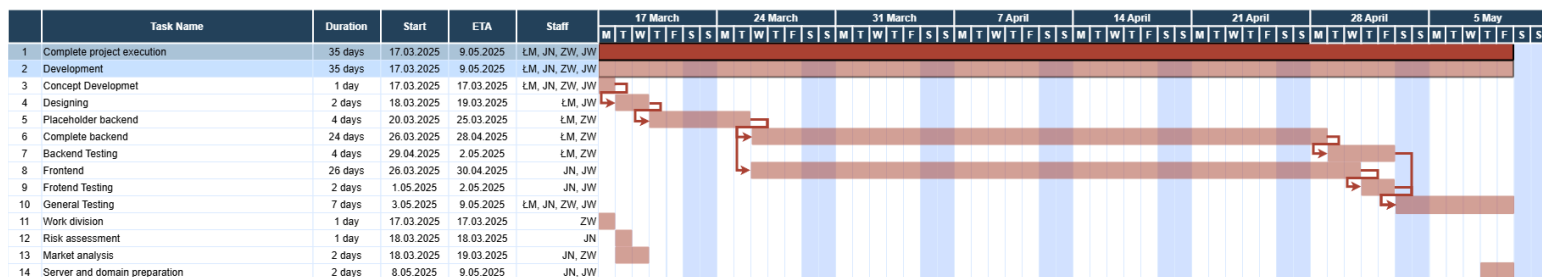 Task Name Duration Start ETA Staff 17 March 24 March 31 March 7 April 14 April 21 April 28 April 5 May
M T W T F S S M T W T F S S M T W T F S S M T W T F S S M T W T F S S M T W T F S S M T W T F S S M T W T F S S
1 Complete project execution 35 days 17.03.2025 9.05.2025 ŁM, JN, ZW, JW
2 Development 35 days 17.03.2025 9.05.2025 ŁM, JN, ZW, JW
3 Concept Developmet 1 day 17.03.2025 17.03.2025 ŁM, JN, ZW, JW
4 Designing 2 days 18.03.2025 19.03.2025 ŁM, JW
5 Placeholder backend 4 days 20.03.2025 25.03.2025 ŁM, ZW
6 Complete backend 24 days 26.03.2025 28.04.2025 ŁM, ZW
7 Backend Testing 4 days 29.04.2025 2.05.2025 ŁM, ZW
8 Frontend 26 days 26.03.2025 30.04.2025 JN, JW
9 Frotend Testing 2 days 1.05.2025 2.05.2025 JN, JW
10 General Testing 7 days 3.05.2025 9.05.2025 ŁM, JN, ZW, JW
11 Work division 1 day 17.03.2025 17.03.2025 ZW
12 Risk assessment 1 day 18.03.2025 18.03.2025 JN
13 Market analysis 2 days 18.03.2025 19.03.2025 JN, ZW
14 Server and domain preparation 2 days 8.05.2025 9.05.2025 JN, JW